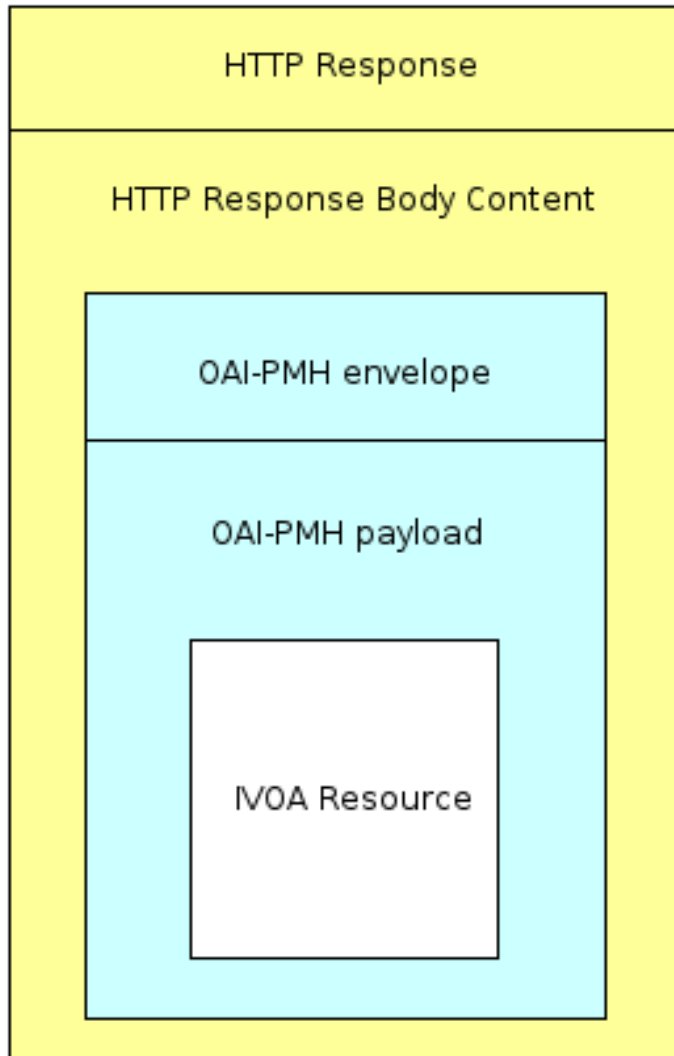 HTTP Response
HTTP Response Body Content
OAI-PMH envelope
OAI-PMH payload
IVOA Resource